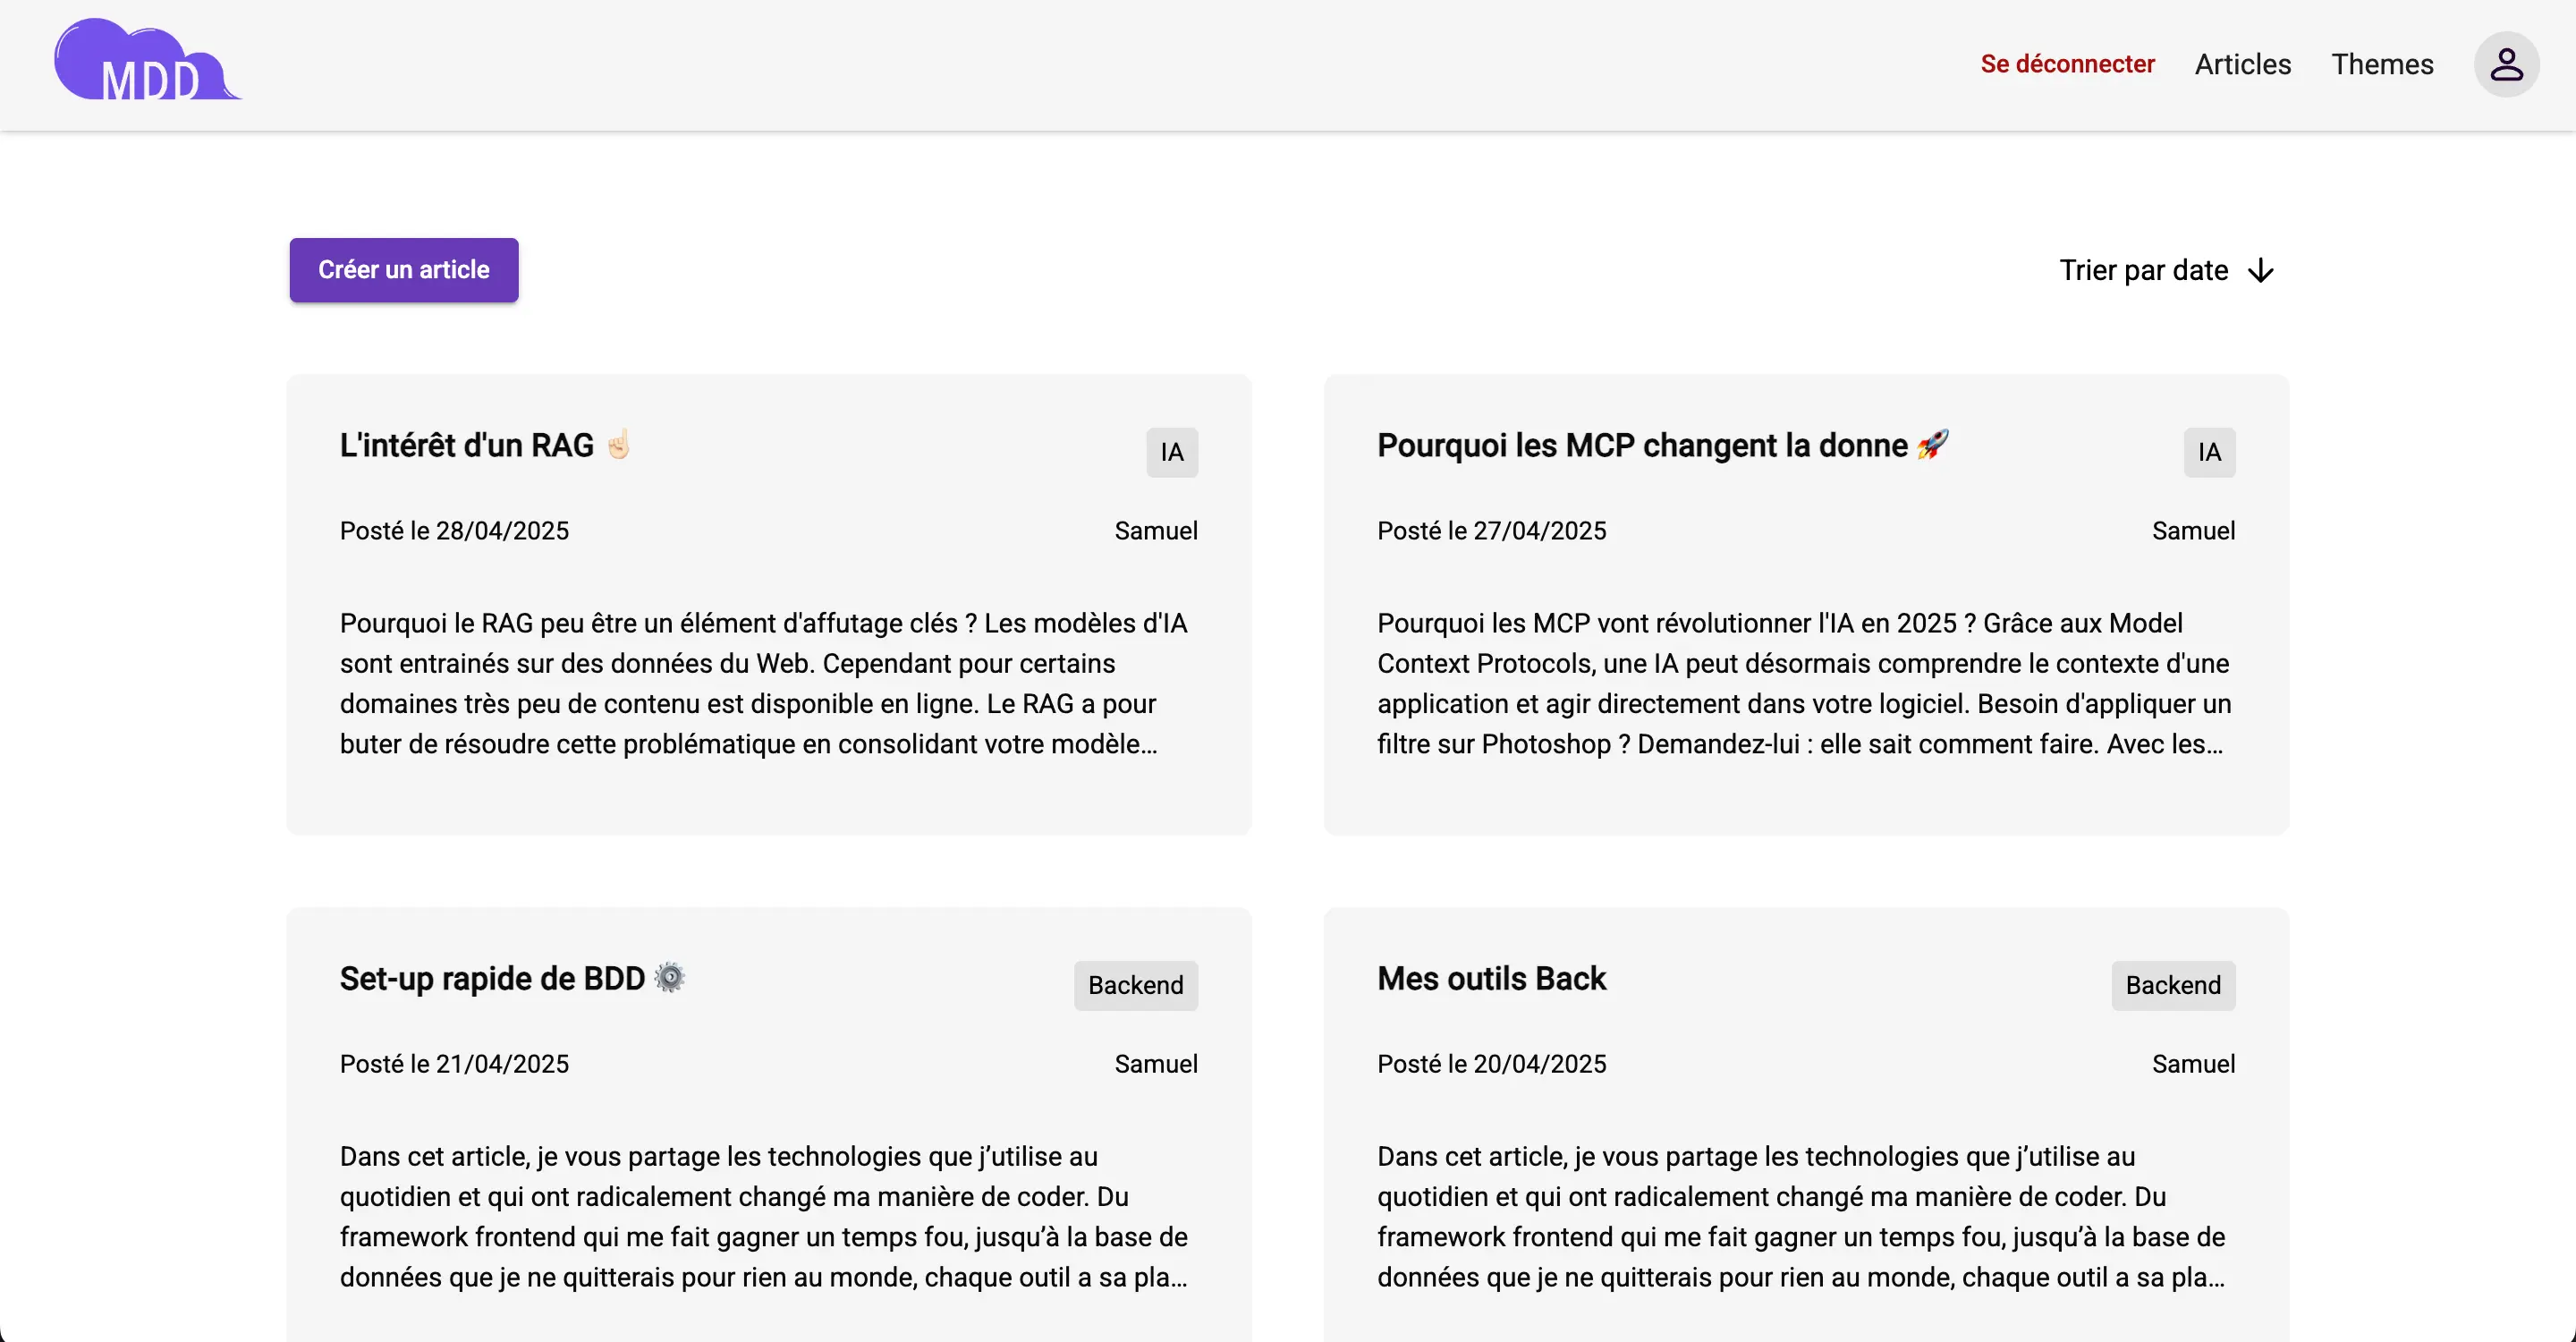 MDD
Se déconnecter
Articles
Themes
Créer un article
Trier par date
L'intérêt d'un RAG ☝🏻
IA
Posté le 28/04/2025
Samuel
Pourquoi le RAG peu être un élément d'affutage clés ? Les modèles d'IA
sont entrainés sur des données du Web. Cependant pour certains
domaines très peu de contenu est disponible en ligne. Le RAG a pour
buter de résoudre cette problématique en consolidant votre modèle...
Pourquoi les MCP changent la donne 🚀
IA
Posté le 27/04/2025
Samuel
Pourquoi les MCP vont révolutionner l'IA en 2025 ? Grâce aux Model
Context Protocols, une IA peut désormais comprendre le contexte d'une
application et agir directement dans votre logiciel. Besoin d'appliquer un
filtre sur Photoshop ? Demandez-lui : elle sait comment faire. Avec les...
Set-up rapide de BDD ⚙️
Backend
Posté le 21/04/2025
Samuel
Dans cet article, je vous partage les technologies que j’utilise au
quotidien et qui ont radicalement changé ma manière de coder. Du
framework frontend qui me fait gagner un temps fou, jusqu’à la base de
données que je ne quitterais pour rien au monde, chaque outil a sa pla...
Mes outils Back
Backend
Posté le 20/04/2025
Samuel
Dans cet article, je vous partage les technologies que j’utilise au
quotidien et qui ont radicalement changé ma manière de coder. Du
framework frontend qui me fait gagner un temps fou, jusqu’à la base de
données que je ne quitterais pour rien au monde, chaque outil a sa pla...